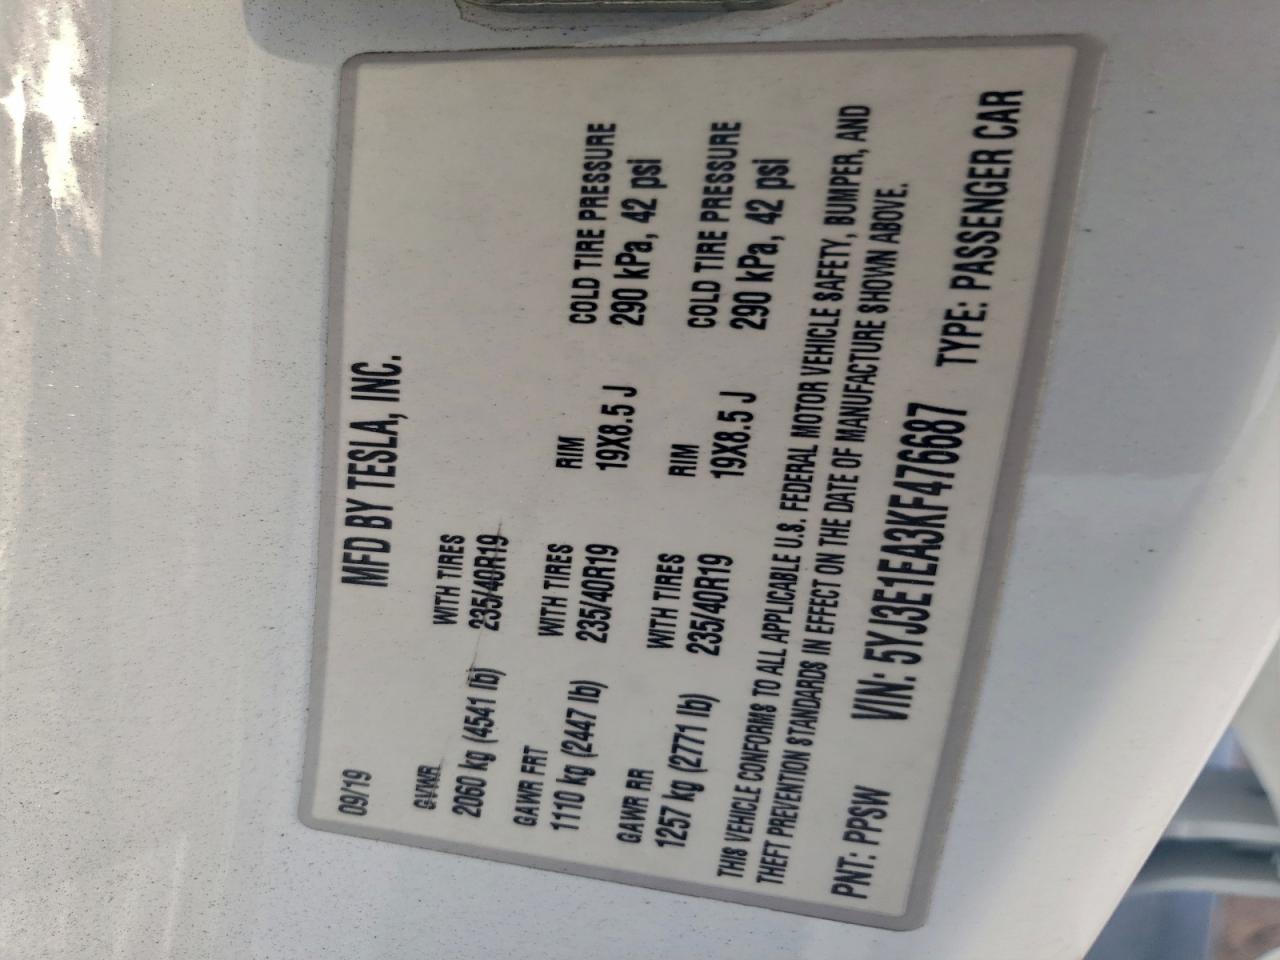 MFD BY TESLA, INC.
09/19
GVWR WITH TIRES
2060 kg (4541 lb) 235/40R19
GAWR FRT WITH TIRES RIM COLD TIRE PRESSURE
1110 kg (2447 lb) 235/40R19 19X8.5 J 290 kPa, 42 psi
GAWR RR WITH TIRES RIM COLD TIRE PRESSURE
1257 kg (2771 lb) 235/40R19 19X8.5 J 290 kPa, 42 psi
THIS VEHICLE CONFORMS TO ALL APPLICABLE U.S. FEDERAL MOTOR VEHICLE SAFETY, BUMPER, AND
THEFT PREVENTION STANDARDS IN EFFECT ON THE DATE OF MANUFACTURE SHOWN ABOVE.
PNT: PPSW VIN: 5YJ3E1EA3KF476687 TYPE: PASSENGER CAR